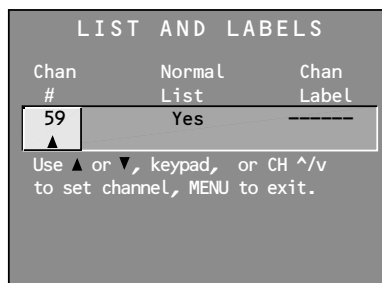 LIST AND LABELS
Chan Normal Chan
# List Label
59 Yes ------
▲
Use ▲ or ▼, keypad, or CH ^/v
to set channel, MENU to exit.